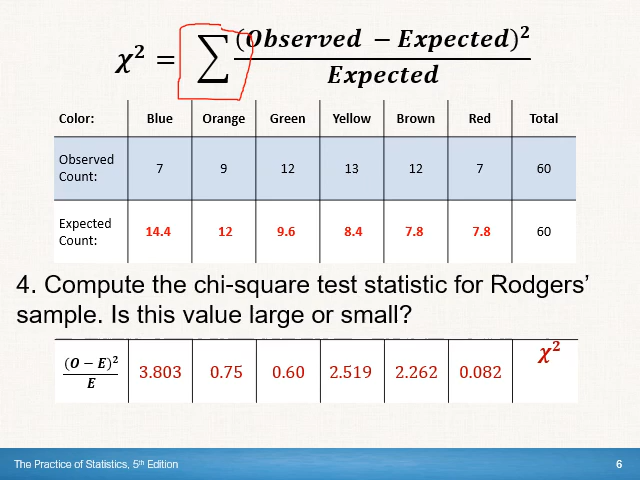 χ² = ∑ (Observed − Expected)² / Expected
Color: Blue Orange Green Yellow Brown Red Total
Observed Count: 7 9 12 13 12 7 60
Expected Count: 14.4 12 9.6 8.4 7.8 7.8 60
4. Compute the chi-square test statistic for Rodgers’
sample. Is this value large or small?
(O − E)² / E 3.803 0.75 0.60 2.519 2.262 0.082 χ²
The Practice of Statistics, 5th Edition 6